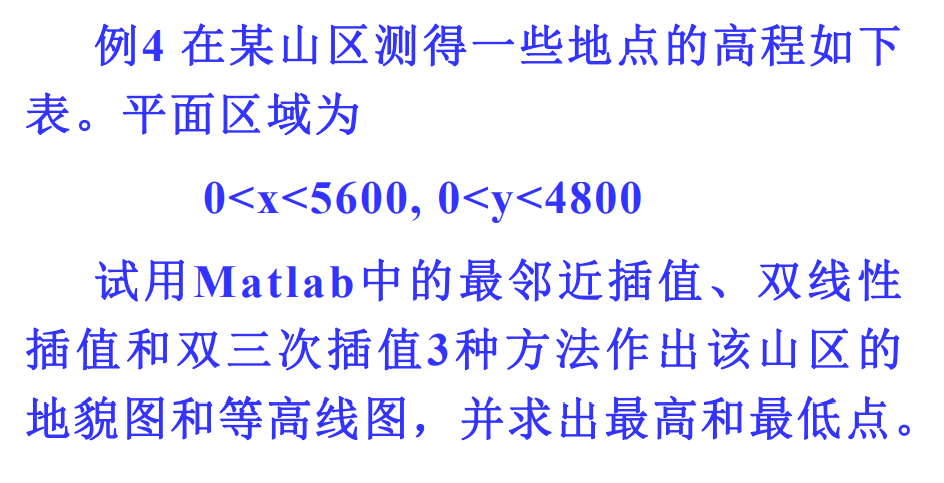 例4 在某山区测得一些地点的高程如下
表。平面区域为
0<x<5600, 0<y<4800
试用Matlab中的最邻近插值、双线性
插值和双三次插值3种方法作出该山区的
地貌图和等高线图，并求出最高和最低点。